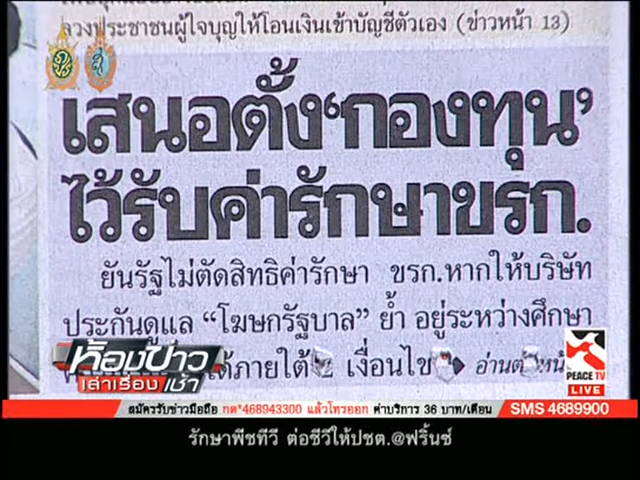 ลวงประชาชนผู้ใจบุญให้โอนเงินเข้าบัญชีตัวเอง (ข่าวหน้า 13)
เสนอตั้ง‘กองทุน’
ไว้รับค่ารักษาขรก.
ยันรัฐไม่ตัดสิทธิค่ารักษา ขรก.หากให้บริษัท
ประกันดูแล “โฆษกรัฐบาล” ย้ำ อยู่ระหว่างศึกษา
ภายใต้ เงื่อนไข
ห้องข่าว
เล่าเรื่อง เช้า
PEACE TV
LIVE
สมัครรับข่าวมือถือ กด*468943300 แล้วโทรออก ค่าบริการ 36 บาท/เดือน SMS 4689900
รักษาพีชทีวี ต่อชีวีให้ปชต.@ฟริ้นซ์